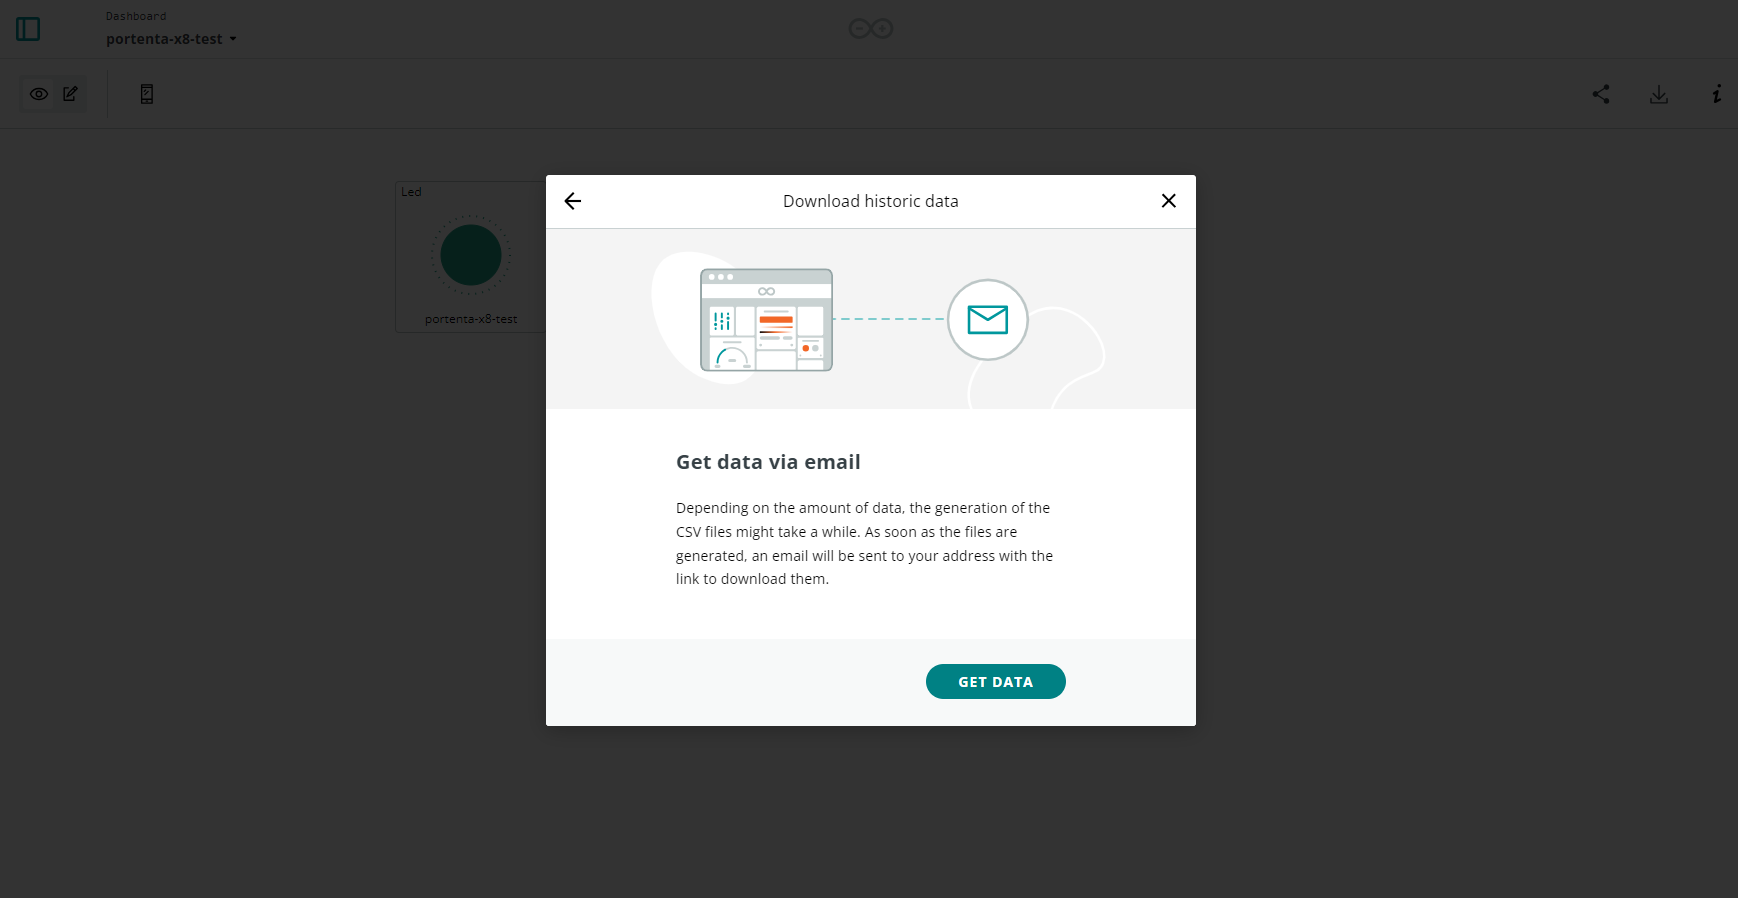 Dashboard
portenta-x8-test
Led
portenta-x8-test
Download historic data
Get data via email
Depending on the amount of data, the generation of the
CSV files might take a while. As soon as the files are
generated, an email will be sent to your address with the
link to download them.
GET DATA